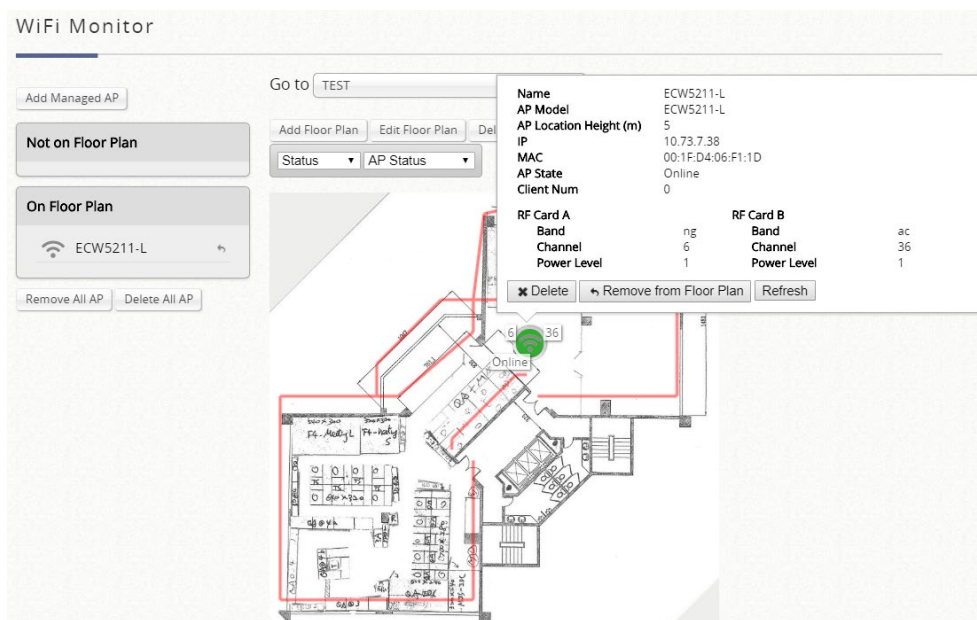 WiFi Monitor
Add Managed AP
Not on Floor Plan
On Floor Plan
ECW5211-L
Remove All AP Delete All AP
Go to TEST
Add Floor Plan Edit Floor Plan Del
Status AP Status
Name ECW5211-L
AP Model ECW5211-L
AP Location Height (m) 5
IP 10.73.7.38
MAC 00:1F:D4:06:F1:1D
AP State Online
Client Num 0
RF Card A RF Card B
Band ng Band ac
Channel 6 Channel 36
Power Level 1 Power Level 1
Delete Remove from Floor Plan Refresh
6 36
Online